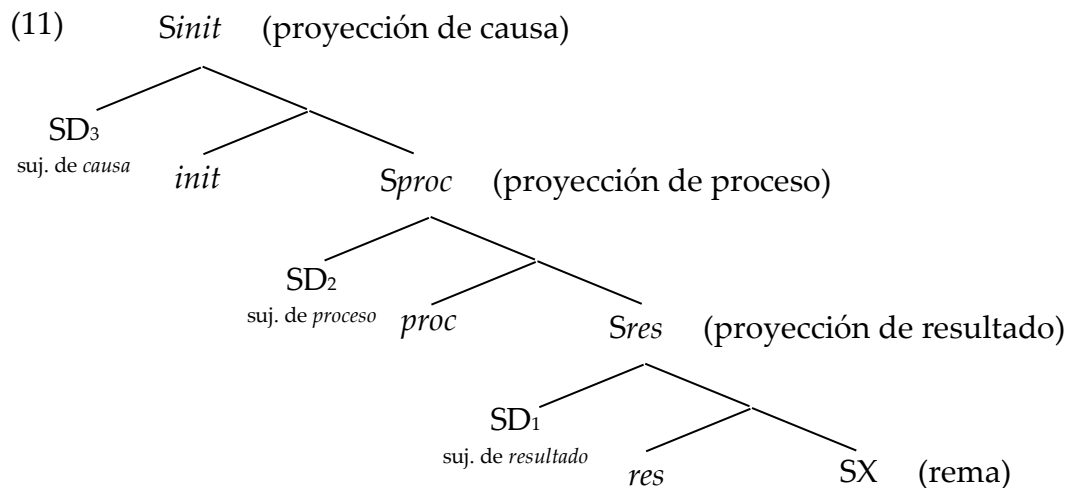 (11) Sinit (proyección de causa)
SD3
suj. de causa
init
Sproc (proyección de proceso)
SD2
suj. de proceso
proc
Sres (proyección de resultado)
SD1
suj. de resultado
res
SX (rema)